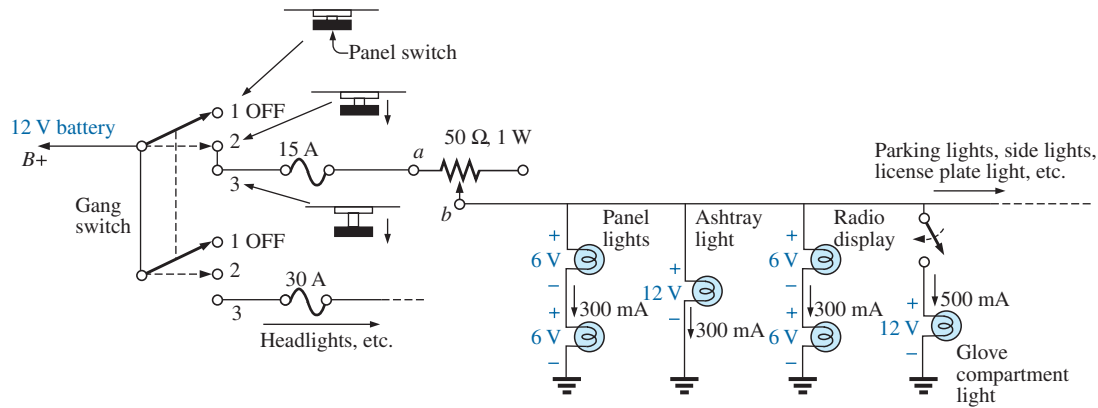 Panel switch
1 OFF
12 V battery
B+
2
15 A
a
50 Ω, 1 W
3
b
Gang
switch
1 OFF
2
30 A
3
Headlights, etc.
Parking lights, side lights,
license plate light, etc.
Panel
lights
Ashtray
light
Radio
display
+
6 V
–
300 mA
+
6 V
–
+
12 V
–
300 mA
+
6 V
–
300 mA
+
6 V
–
500 mA
+
12 V
–
Glove
compartment
light